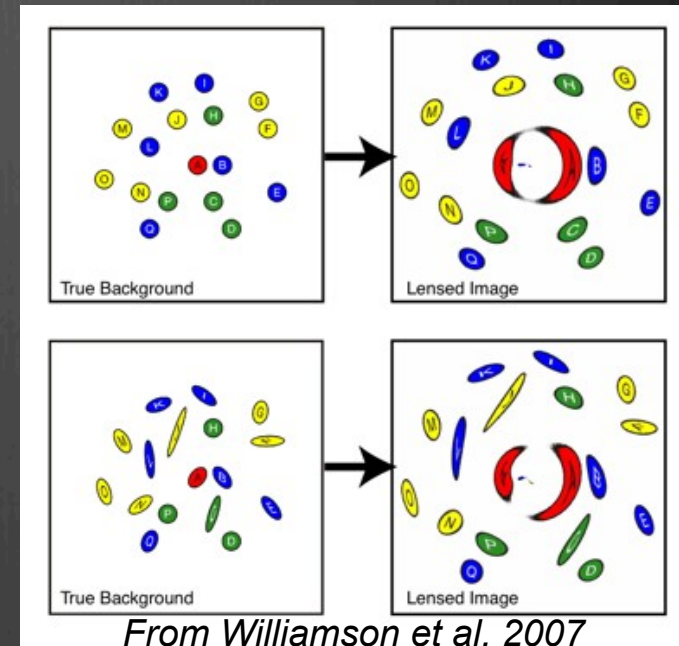 I
K
G
H
J
M F
L
A B
O
N E
P C
Q D
True Background
I
K
G
J H
M F
L
B
O
E
N
P C
Q D
Lensed Image
I
K
G
H
M F
L
A B
O
N
E
P
Q D
True Background
I
K
G
H
M F
B
O
N
P
Q D
Lensed Image
From Williamson et al. 2007